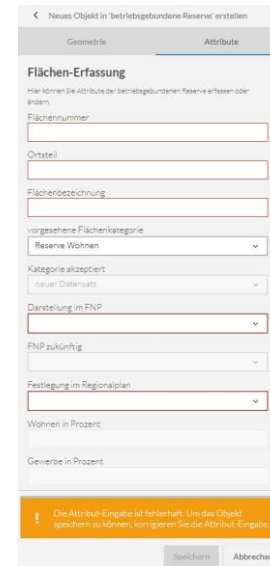 Neues Objekt in 'betriebsgebundene Reserve' erstellen
Geometrie
Attribute
Flächen-Erfassung
Hier können Sie Attribute der betriebsgebundenen Reserve erfassen oder
ändern.
Flächennummer
Ortsteil
Flächenbezeichnung
vorgesehene Flächenkategorie
Reserve Wohnen
Kategorie akzeptiert
neuer Datensatz
Darstellung im FNP
FNP zukünftig
Festlegung im Regionalplan
Wohnen in Prozent
Gewerbe in Prozent
Die Attribut-Eingabe ist fehlerhaft. Um das Objekt
speichern zu können, korrigieren Sie die Attribut-Eingabe
Speichern
Abbrechen